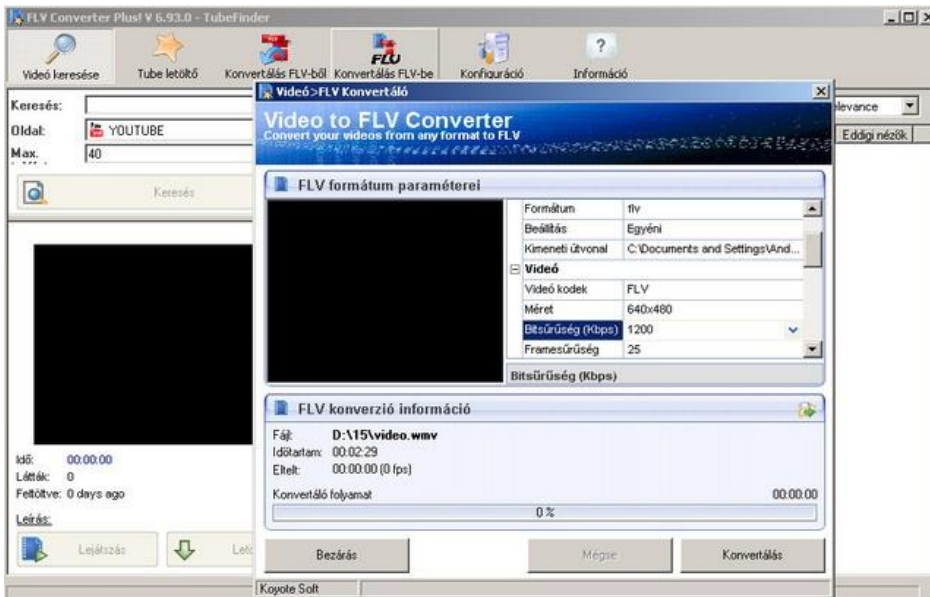 FLV Converter Plus! V 6.93.0 - TubeFinder
Videó keresése
Tube letöltő
FLV
Konvertálás FLV-ből
Konvertálás FLV-be
Konfiguráció
Információ
Keresés:
Oldal:
YOUTUBE
Max.
40
Keresés
elevance
Eddigi nézők
Idő: 00:00:00
Látták: 0
Feltöltve: 0 days ago
Leírás:
Lejátszás
Videó>FLV Konvertáló
Video to FLV Converter
Convert your videos from any format to FLV
FLV formátum paraméterei
Formátum flv
Beállítás Egyéni
Kimeneti útvonal C:\Documents and Settings\And...
Videó
Videó kodek FLV
Méret 640x480
Bitsűrűség (Kbps) 1200
Framesűrűség 25
Bitsűrűség (Kbps)
FLV konverzió információ
Fájl: D:\15\video.wmv
Időtartam: 00:02:29
Eltelt: 00:00:00 (0 fps)
Konvertáló folyamat 00:00:00
0 %
Bezárás
Mégse
Konvertálás
Koyote Soft